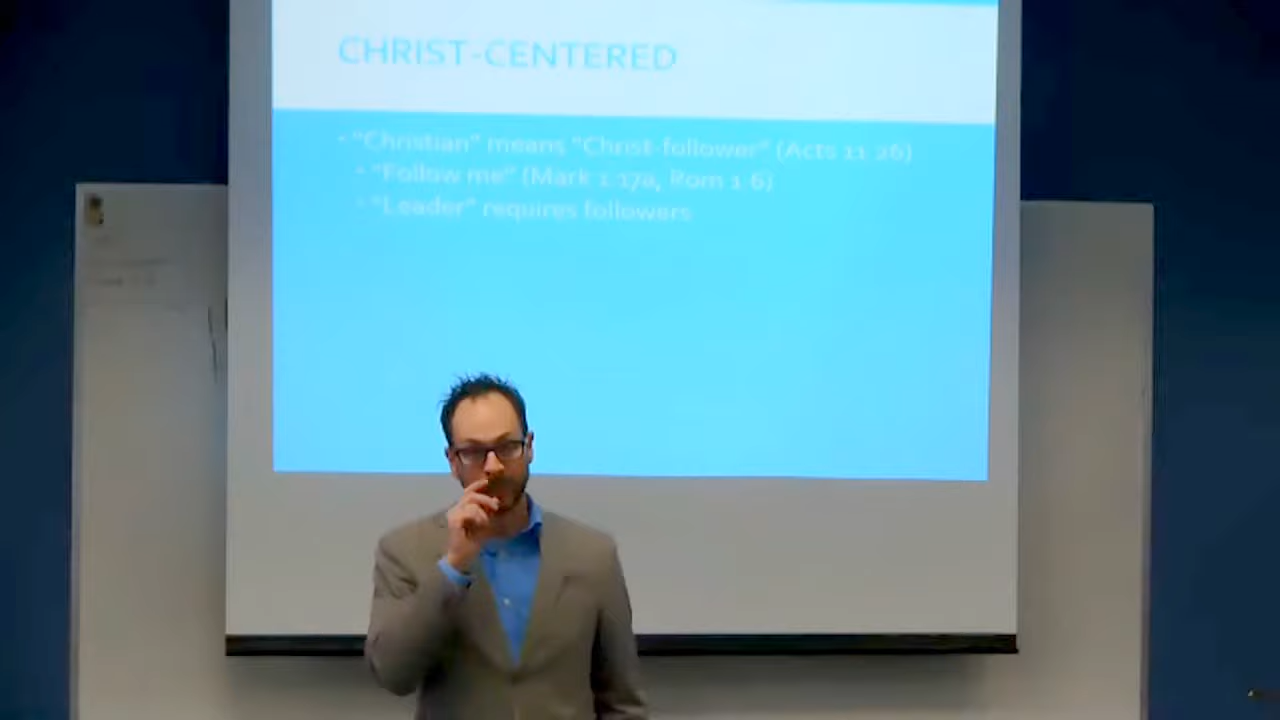 CHRIST-CENTERED
- "Christian" means "Christ-follower" (Acts 11 26)
- "Follow me" (Mark 1 17a, Rom 1 6)
- "Leader" requires followers